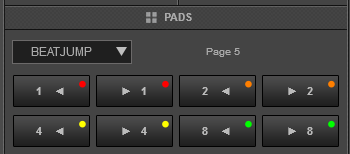 PADS
BEATJUMP ▼ Page 5
1 ◄ ► 1 2 ◄ ► 2
4 ◄ ► 4 8 ◄ ► 8